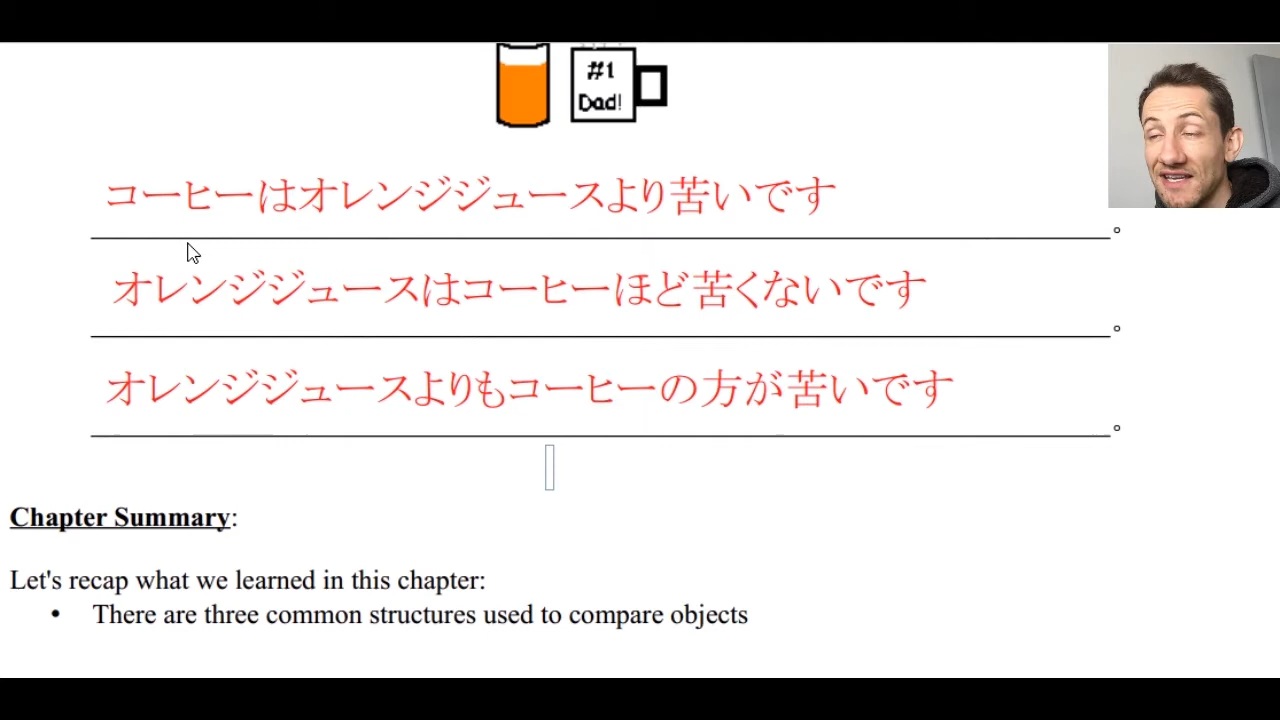 #1
Dad!
コーヒーはオレンジジュースより苦いです。
オレンジジュースはコーヒーほど苦くないです。
オレンジジュースよりもコーヒーの方が苦いです。
Chapter Summary:
Let's recap what we learned in this chapter:
• There are three common structures used to compare objects